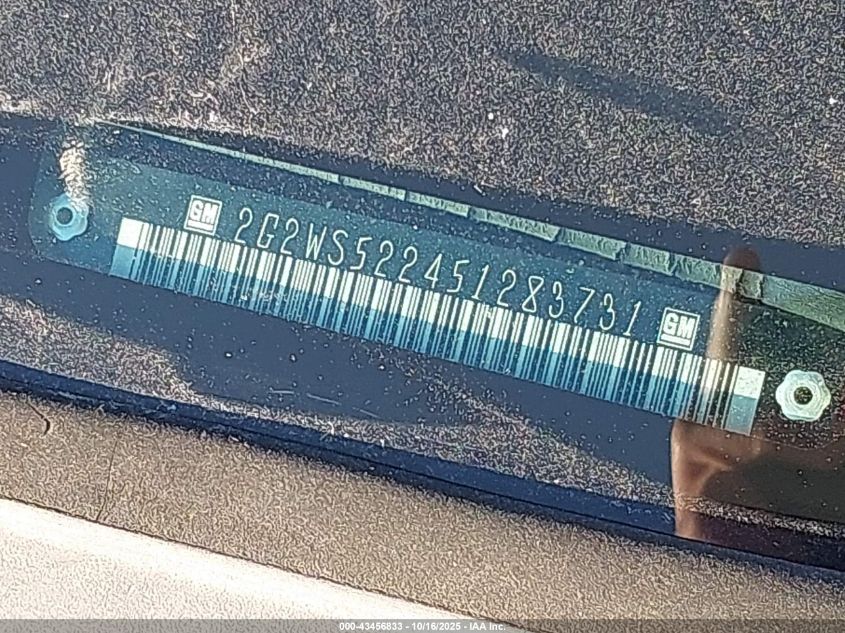 GM 2G2WS522451283731 GM
000-43456833 - 10/16/2025 - IAA Inc.